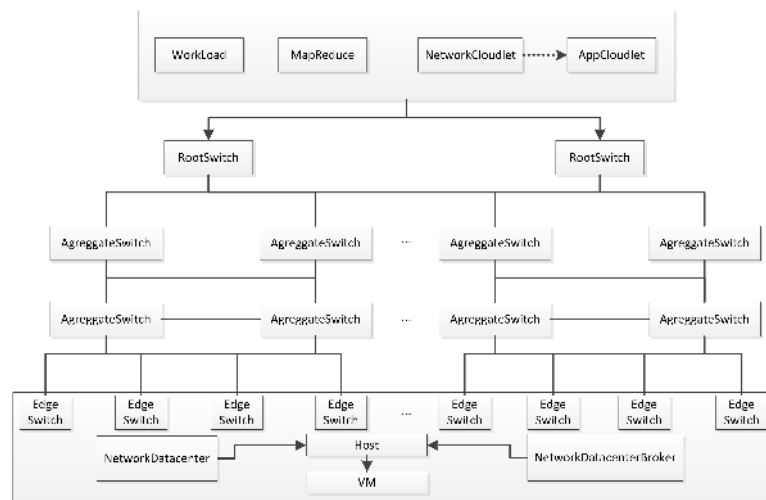 WorkLoad
MapReduce
NetworkCloudlet
AppCloudlet
RootSwitch
RootSwitch
AgreggateSwitch
AgreggateSwitch
...
AgreggateSwitch
AgreggateSwitch
AgreggateSwitch
AgreggateSwitch
...
AgreggateSwitch
AgreggateSwitch
Edge
Switch
Edge
Switch
Edge
Switch
Edge
Switch
...
Edge
Switch
Edge
Switch
Edge
Switch
Edge
Switch
NetworkDatacenter
Host
NetworkDatacenterBroker
VM